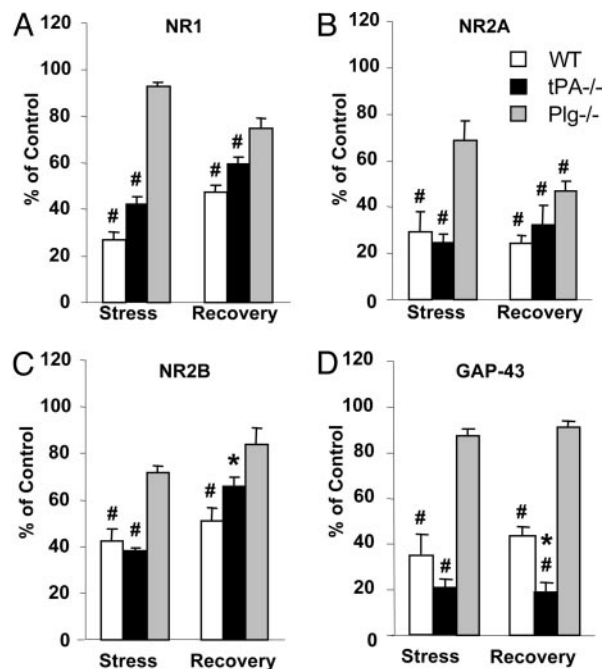 A
NR1
120
100
80
60
40
20
0
% of Control
# # # #
Stress Recovery
B
NR2A
120
100
80
60
40
20
0
% of Control
WT
tPA-/-
Plg-/-
# # # # #
Stress Recovery
C
NR2B
120
100
80
60
40
20
0
% of Control
# # # *
Stress Recovery
D
GAP-43
120
100
80
60
40
20
0
% of Control
*
# # # #
Stress Recovery